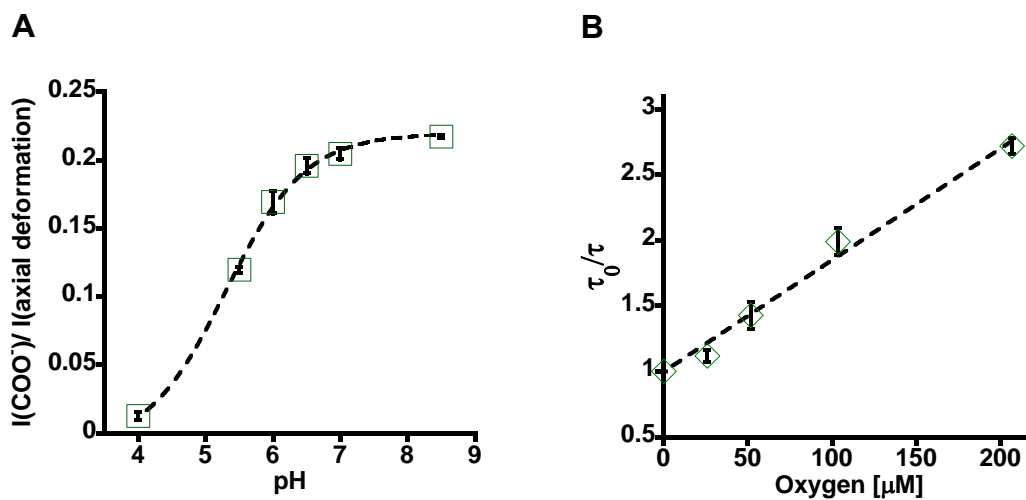 A
I(COO⁻)/ I(axial deformation)
0.25
0.2
0.15
0.1
0.05
0
4 5 6 7 8 9
pH
B
τ₀/τ
3
2.5
2
1.5
1
0.5
0 50 100 150 200
Oxygen [μM]